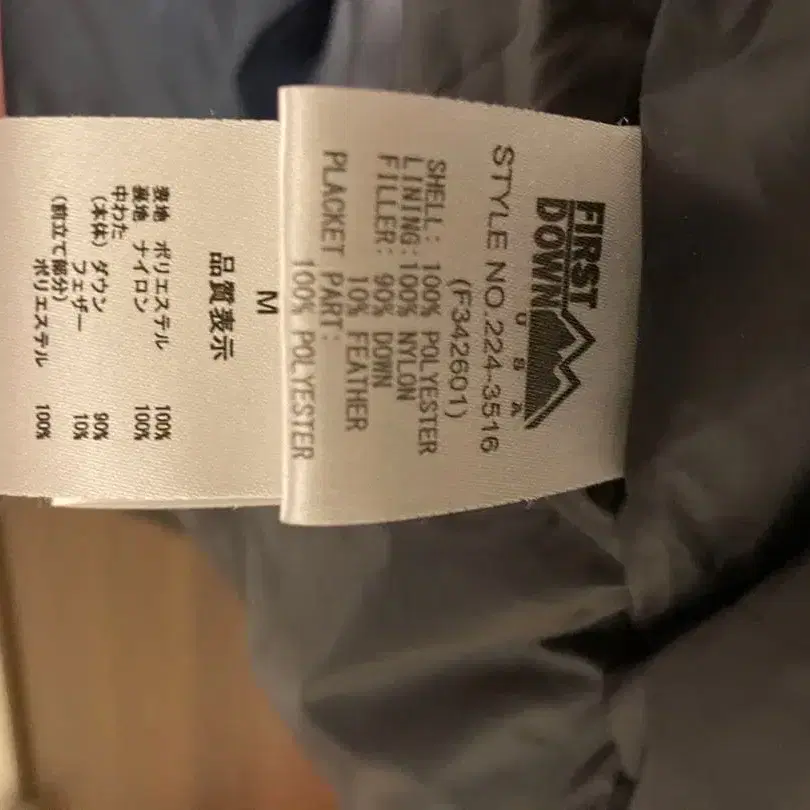 FIRST
DOWN
USA
STYLE NO.224-3516
(F342601)
SHELL: 100% POLYESTER
LINING:100% NYLON
FILLER: 90% DOWN
10% FEATHER
PLACKET PART:
100% POLYESTER
M
品質表示
表地 ポリエステル 100%
裏地 ナイロン 100%
中わた
(本体) ダウン 90%
フェザー 10%
(前立て部分)
ポリエステル 100%